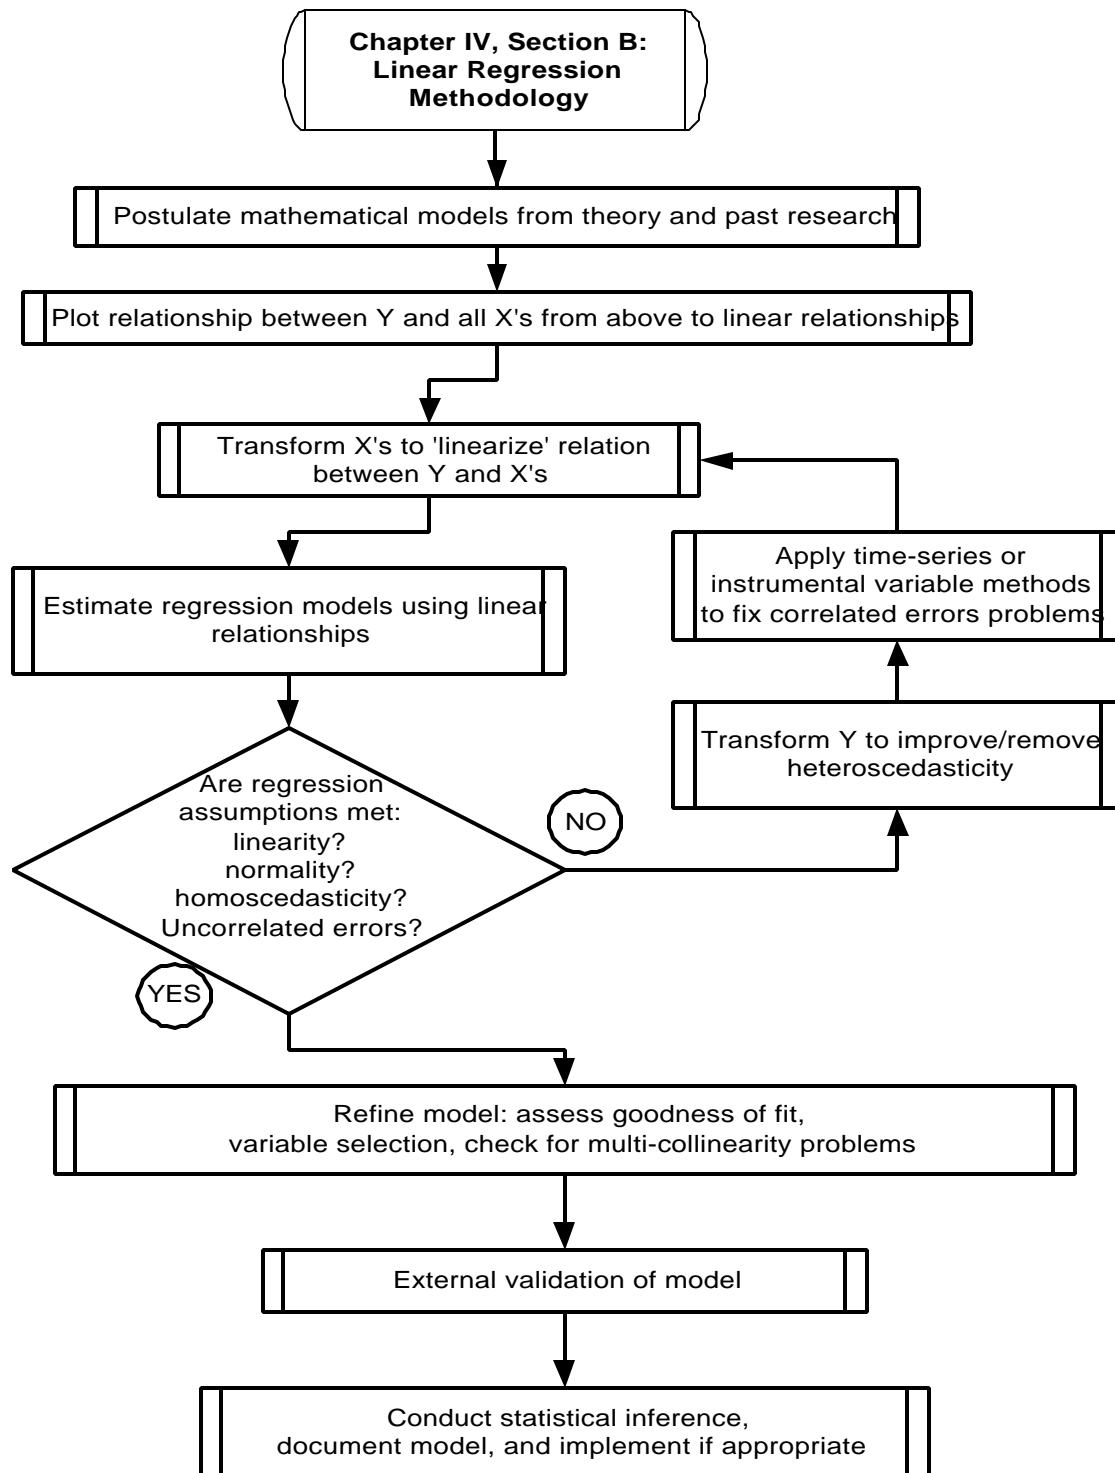 Chapter IV, Section B:
Linear Regression
Methodology
Postulate mathematical models from theory and past research
Plot relationship between Y and all X's from above to linear relationships
Transform X's to 'linearize' relation
between Y and X's
Apply time-series or
instrumental variable methods
to fix correlated errors problems
Estimate regression models using linear
relationships
Transform Y to improve/remove
heteroscedasticity
Are regression
assumptions met:
linearity?
normality?
homoscedasticity?
Uncorrelated errors?
NO
YES
Refine model: assess goodness of fit,
variable selection, check for multi-collinearity problems
External validation of model
Conduct statistical inference,
document model, and implement if appropriate